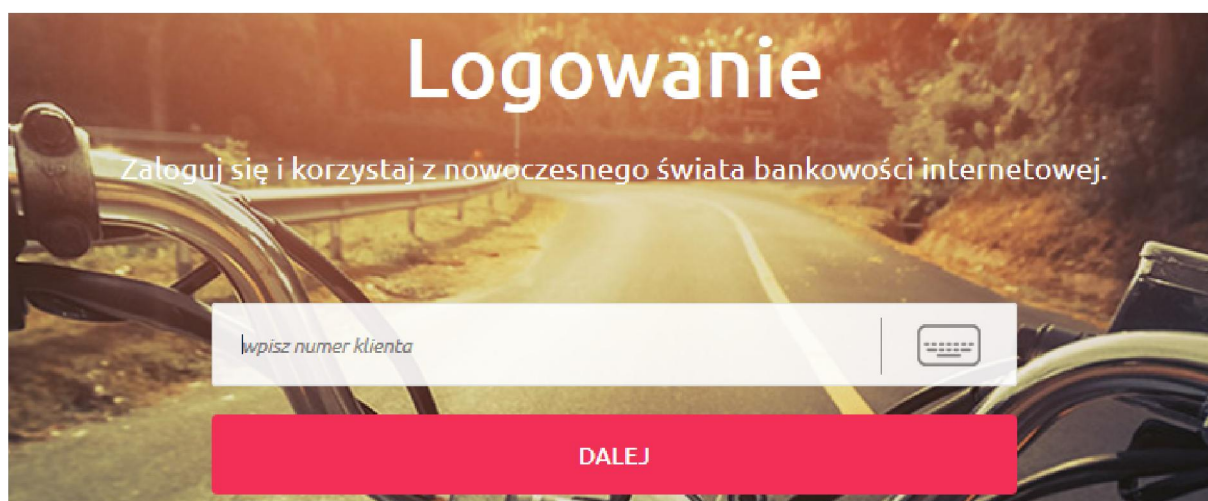 Logowanie
Zaloguj się i korzystaj z nowoczesnego świata bankowości internetowej.
wpisz numer klienta
DALEJ